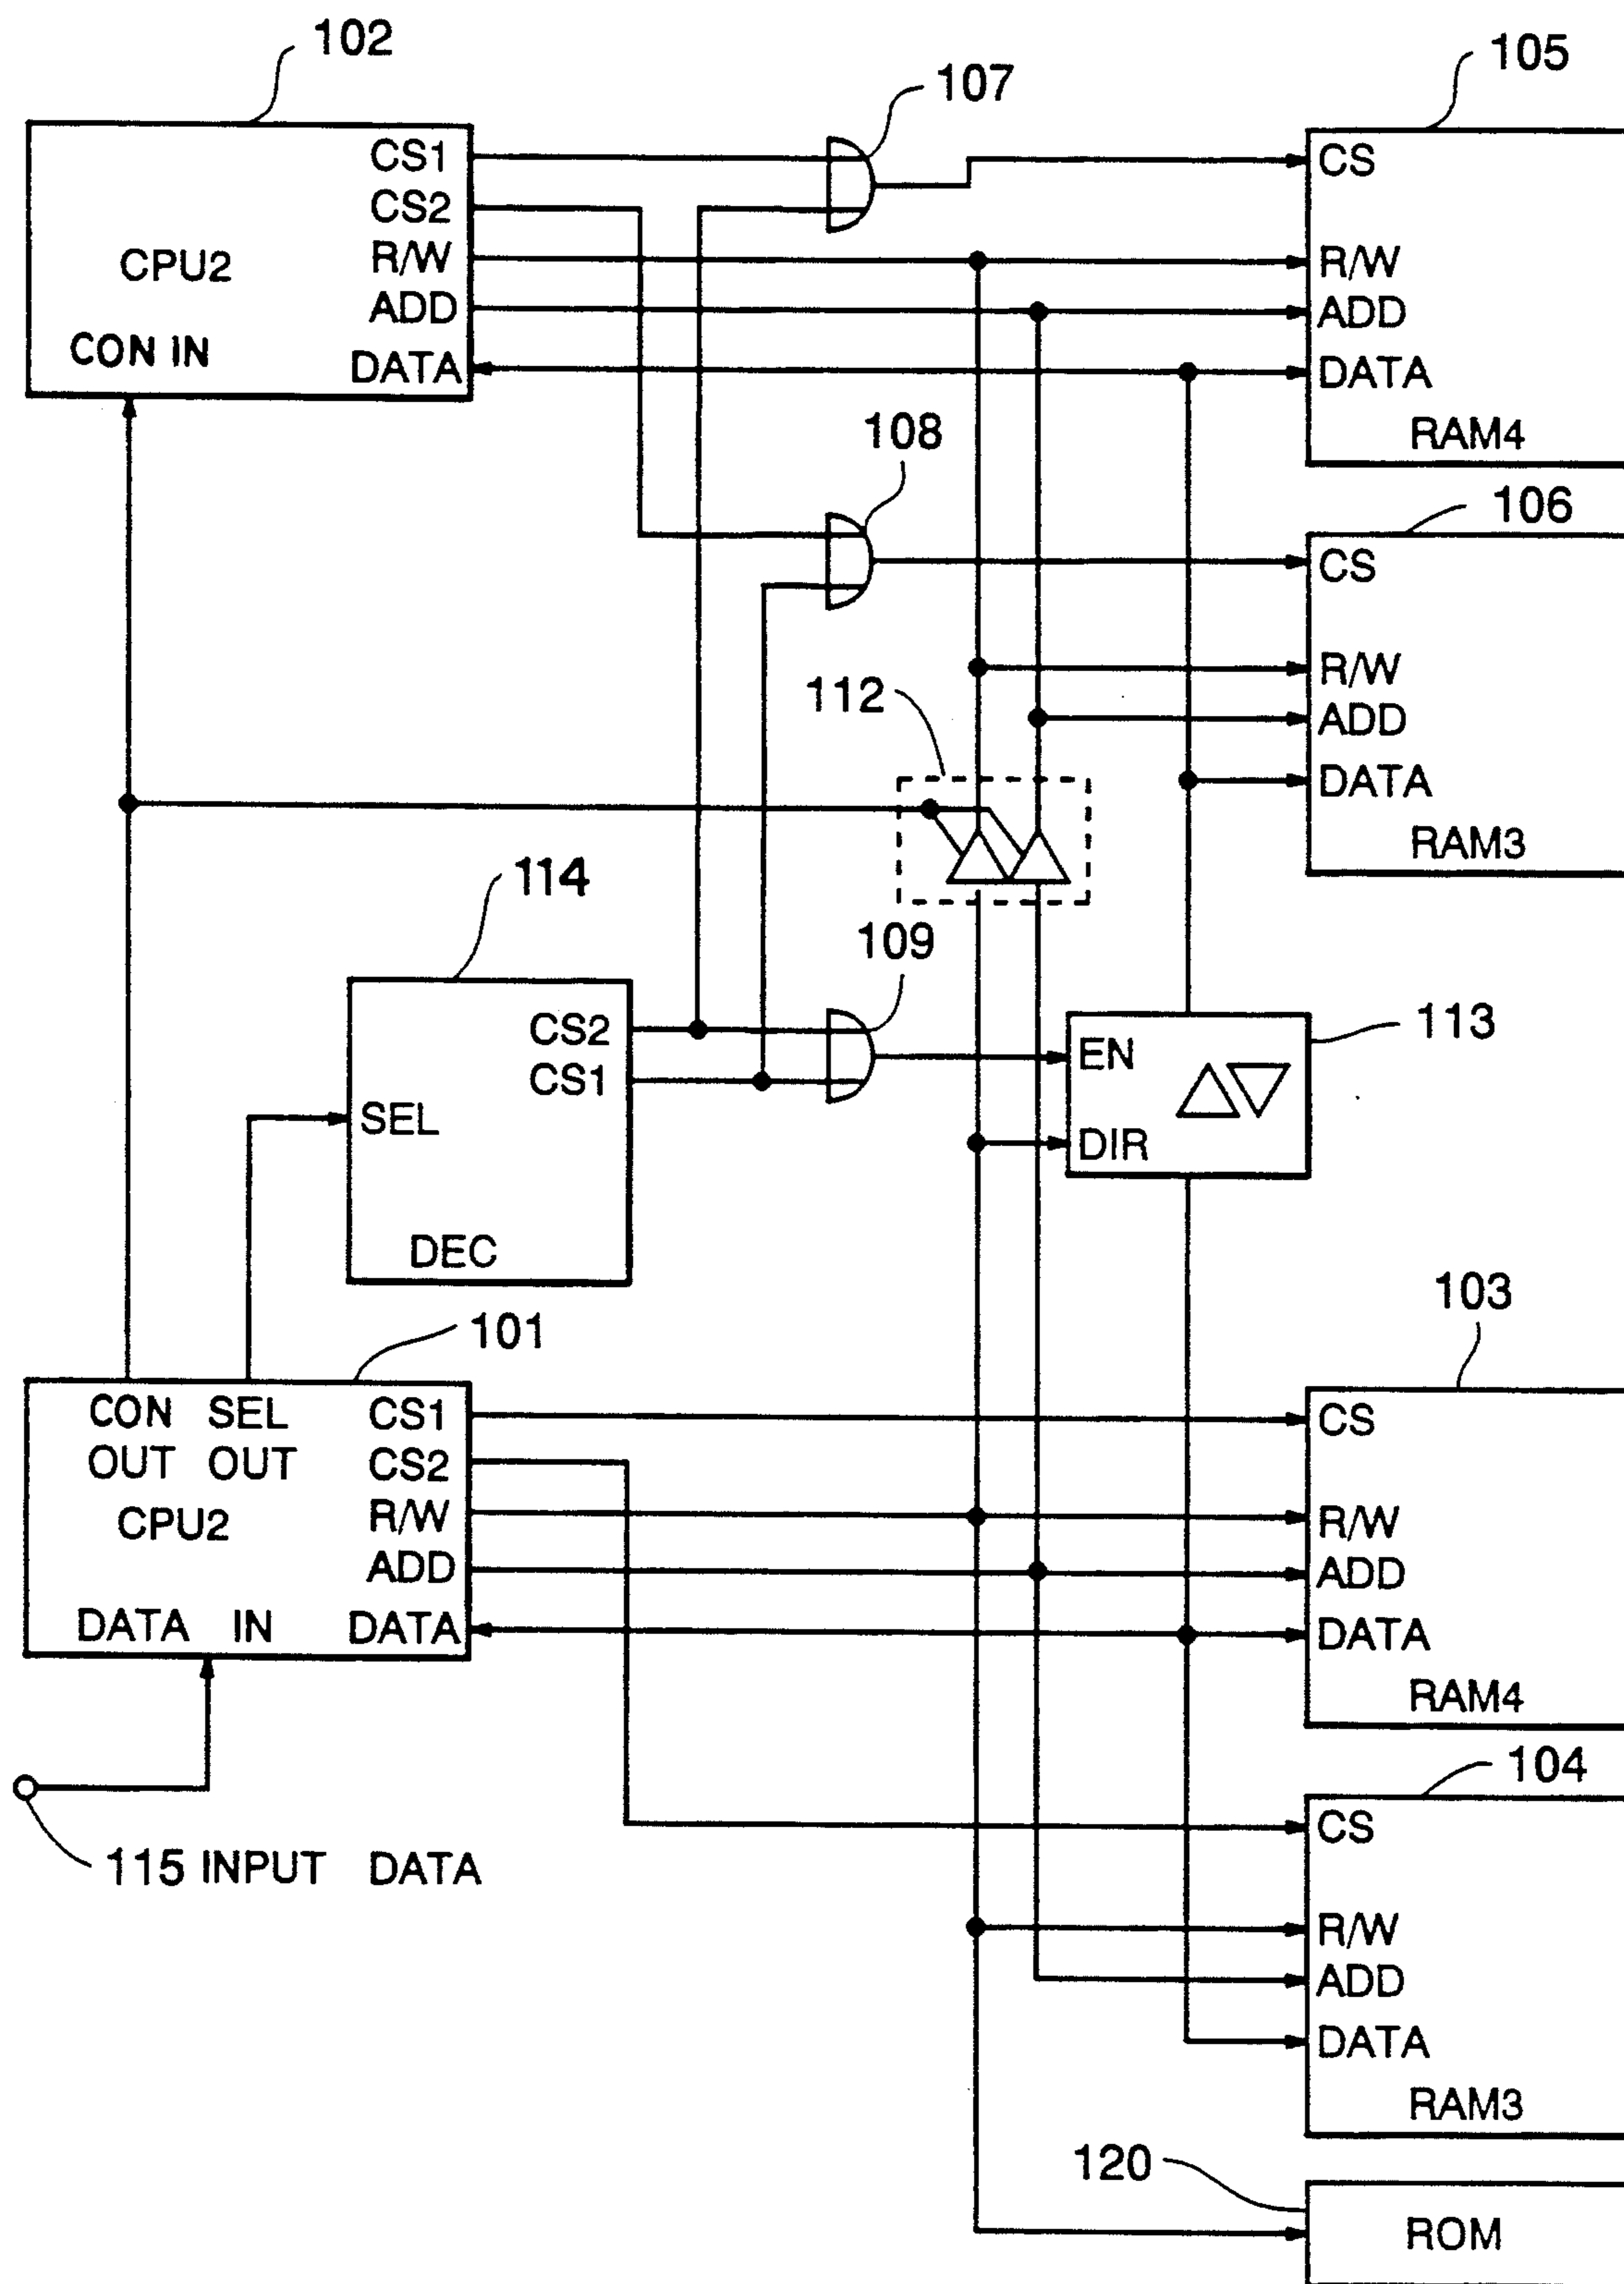 102
107
105
CS1
CS2
CPU2
R/W
ADD
CON IN
DATA
CS
R/W
ADD
DATA
RAM4
108
106
CS
R/W
ADD
DATA
RAM3
112
114
109
113
CS2
CS1
SEL
DEC
EN
DIR
101
103
CON SEL
OUT OUT
CPU2
CS1
CS2
R/W
ADD
DATA IN
DATA
CS
R/W
ADD
DATA
RAM4
104
115 INPUT DATA
CS
R/W
ADD
DATA
RAM3
120
ROM